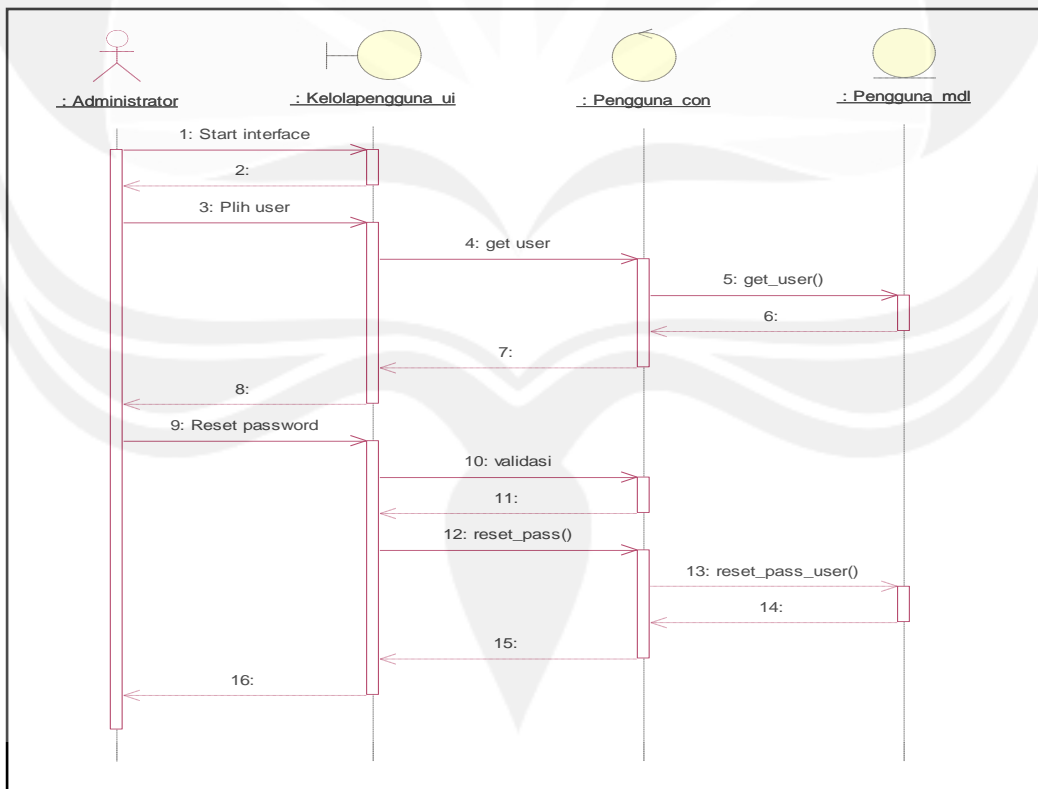 : Administrator
: Kelolapengguna_ui
: Pengguna_con
: Pengguna_mdl
1: Start interface
2:
3: Plih user
4: get user
5: get_user()
6:
7:
8:
9: Reset password
10: validasi
11:
12: reset_pass()
13: reset_pass_user()
14:
15:
16: